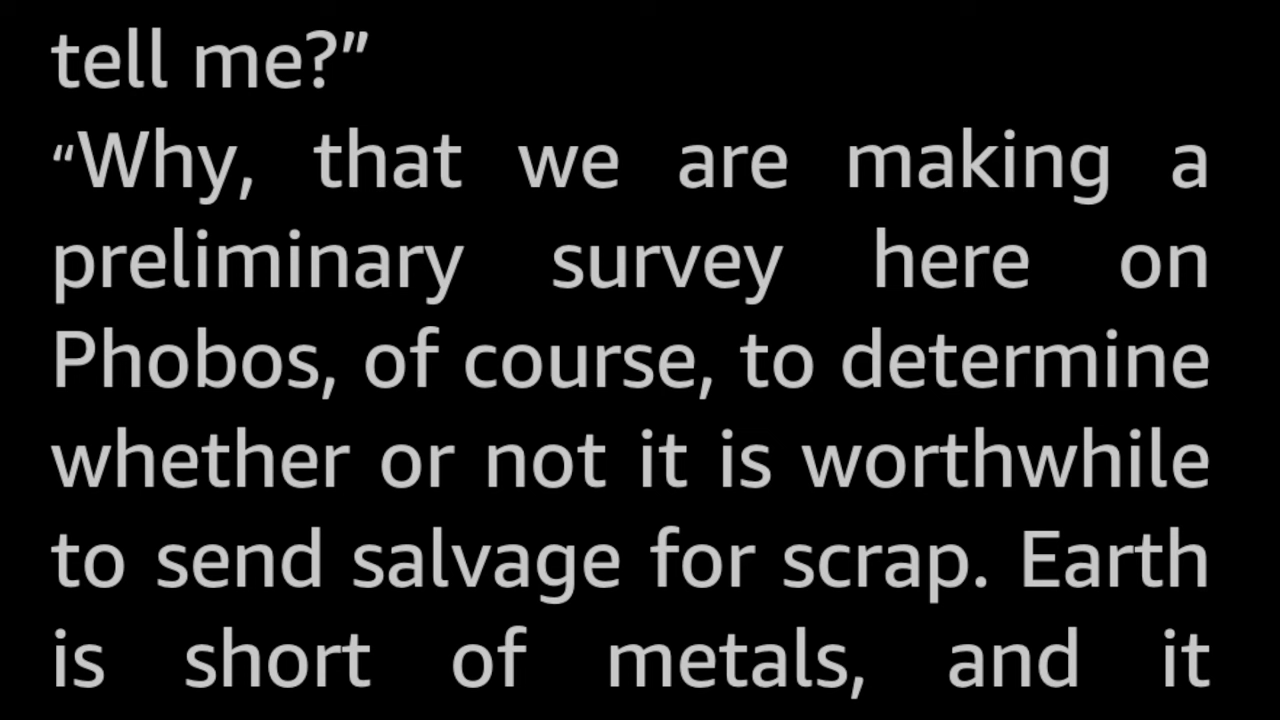 tell me?”
“Why, that we are making a
preliminary survey here on
Phobos, of course, to determine
whether or not it is worthwhile
to send salvage for scrap. Earth
is short of metals, and it